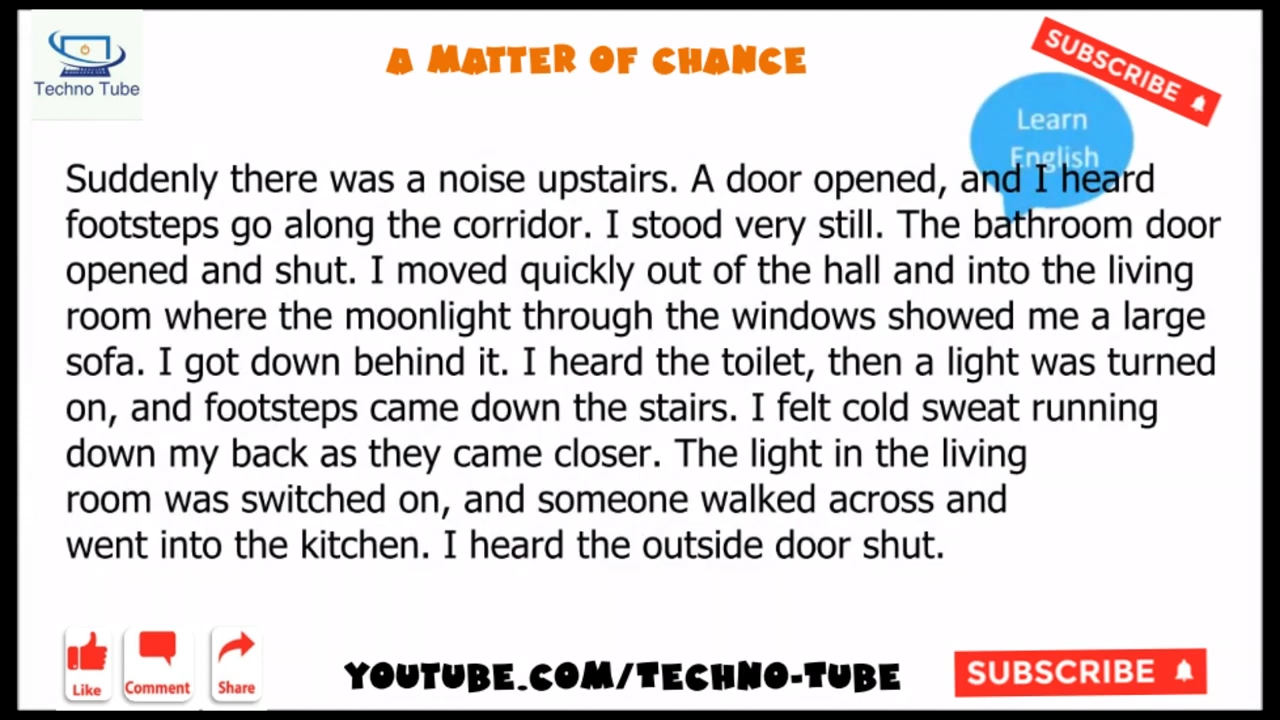 Techno Tube
A MATTER OF CHANCE
SUBSCRIBE
Learn
English
Suddenly there was a noise upstairs. A door opened, and I heard
footsteps go along the corridor. I stood very still. The bathroom door
opened and shut. I moved quickly out of the hall and into the living
room where the moonlight through the windows showed me a large
sofa. I got down behind it. I heard the toilet, then a light was turned
on, and footsteps came down the stairs. I felt cold sweat running
down my back as they came closer. The light in the living
room was switched on, and someone walked across and
went into the kitchen. I heard the outside door shut.
Like
Comment
Share
YOUTUBE.COM/TECHNO-TUBE
SUBSCRIBE